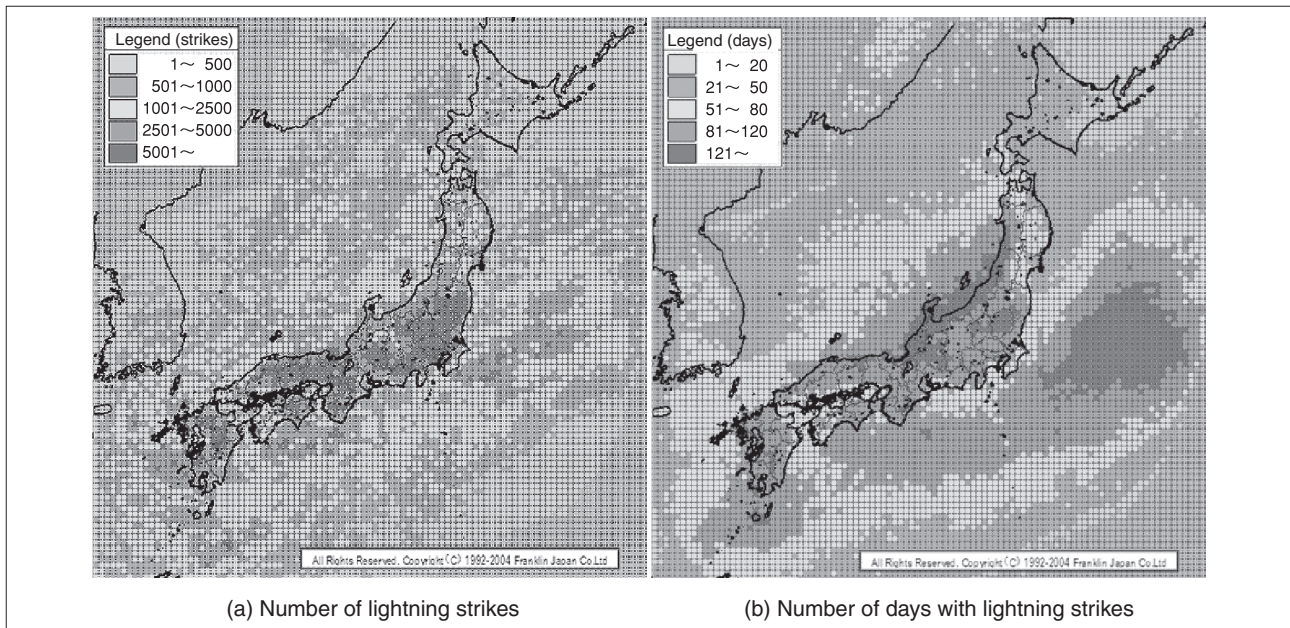 Legend (strikes)
1～ 500
501～1000
1001～2500
2501～5000
5001～
All Rights Reserved, Copyright(C) 1992-2004 Franklin Japan Co.Ltd
(a) Number of lightning strikes
Legend (days)
1～ 20
21～ 50
51～ 80
81～120
121～
All Rights Reserved, Copyright(C) 1992-2004 Franklin Japan Co.Ltd
(b) Number of days with lightning strikes